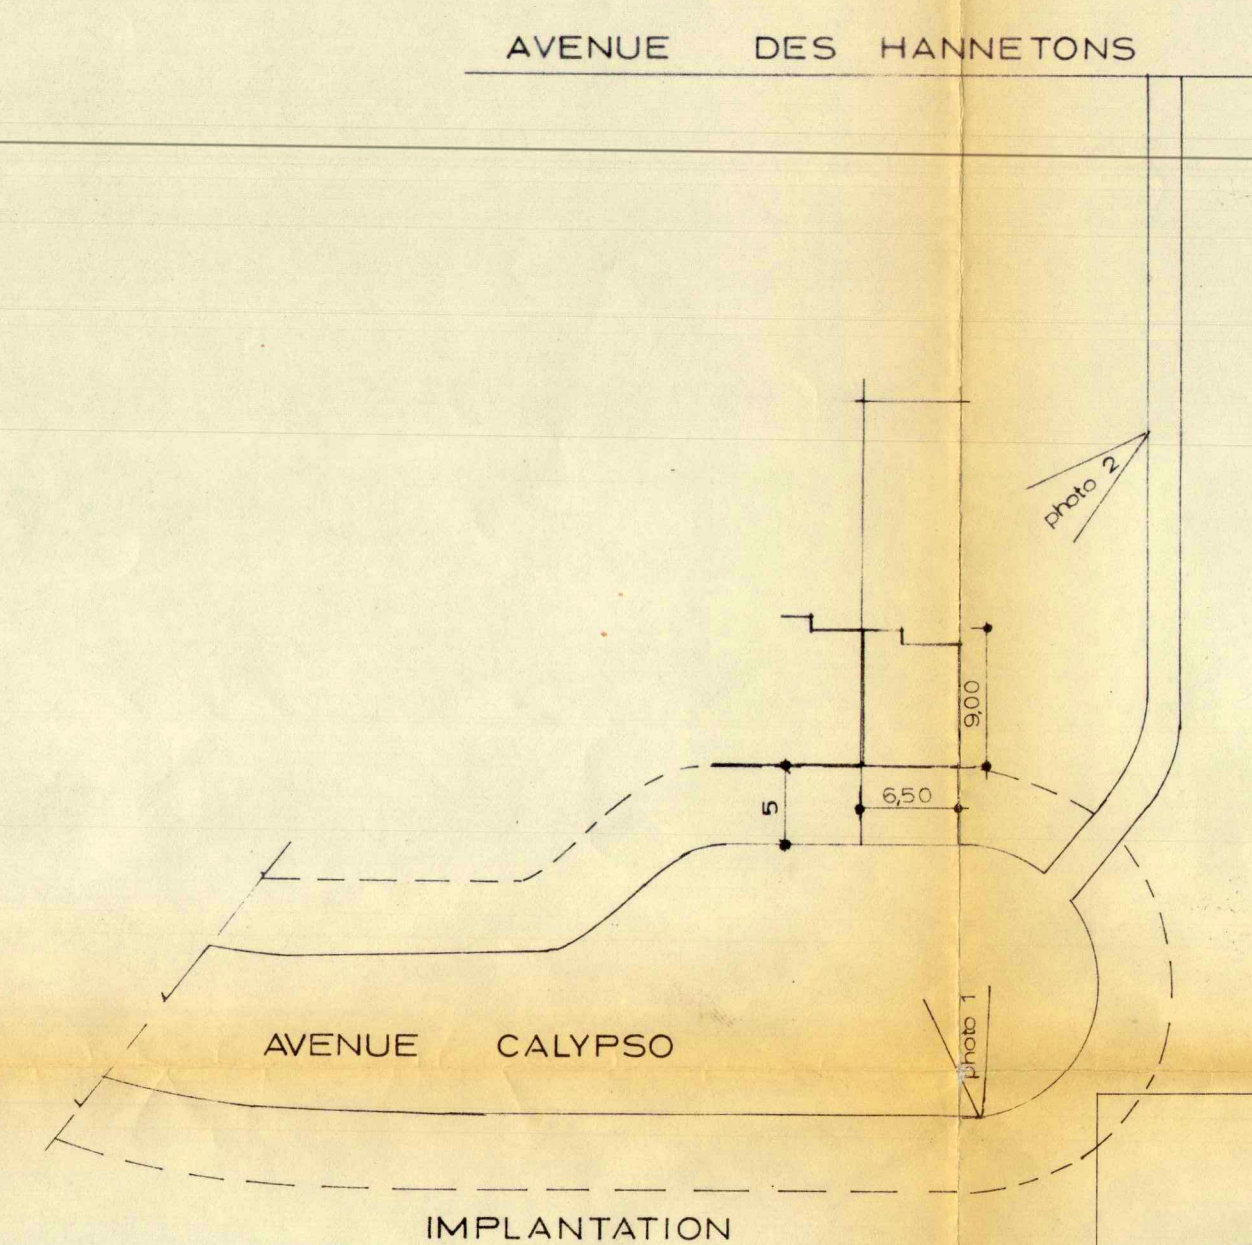 AVENUE DES HANNETONS
photo 2
9,00
6,50
5
photo 1
AVENUE CALYPSO
IMPLANTATION